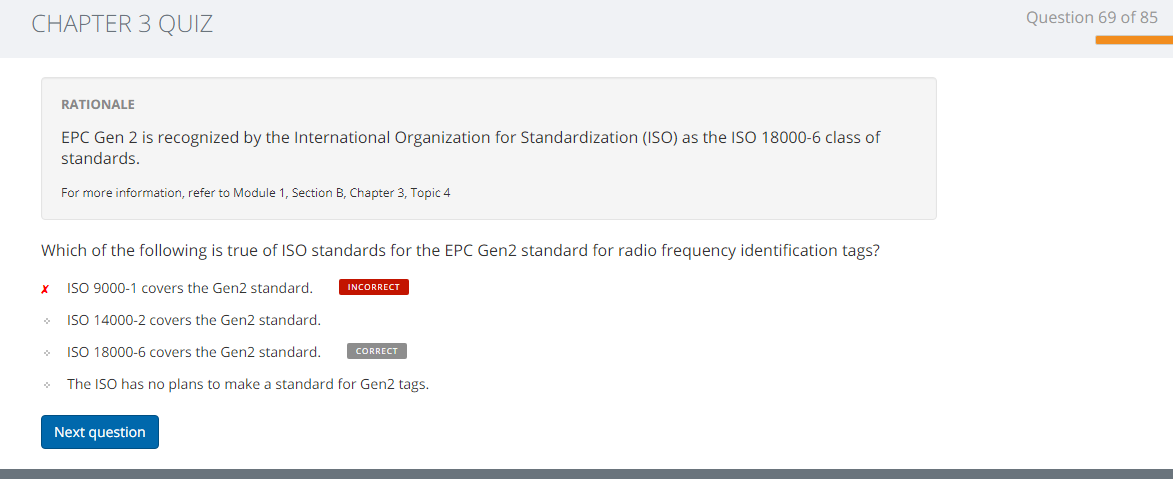 CHAPTER 3 QUIZ
Question 69 of 85
RATIONALE
EPC Gen 2 is recognized by the International Organization for Standardization (ISO) as the ISO 18000-6 class of
standards.
For more information, refer to Module 1, Section B, Chapter 3, Topic 4
Which of the following is true of ISO standards for the EPC Gen2 standard for radio frequency identification tags?
✗ ISO 9000-1 covers the Gen2 standard. INCORRECT
ISO 14000-2 covers the Gen2 standard.
ISO 18000-6 covers the Gen2 standard. CORRECT
The ISO has no plans to make a standard for Gen2 tags.
Next question